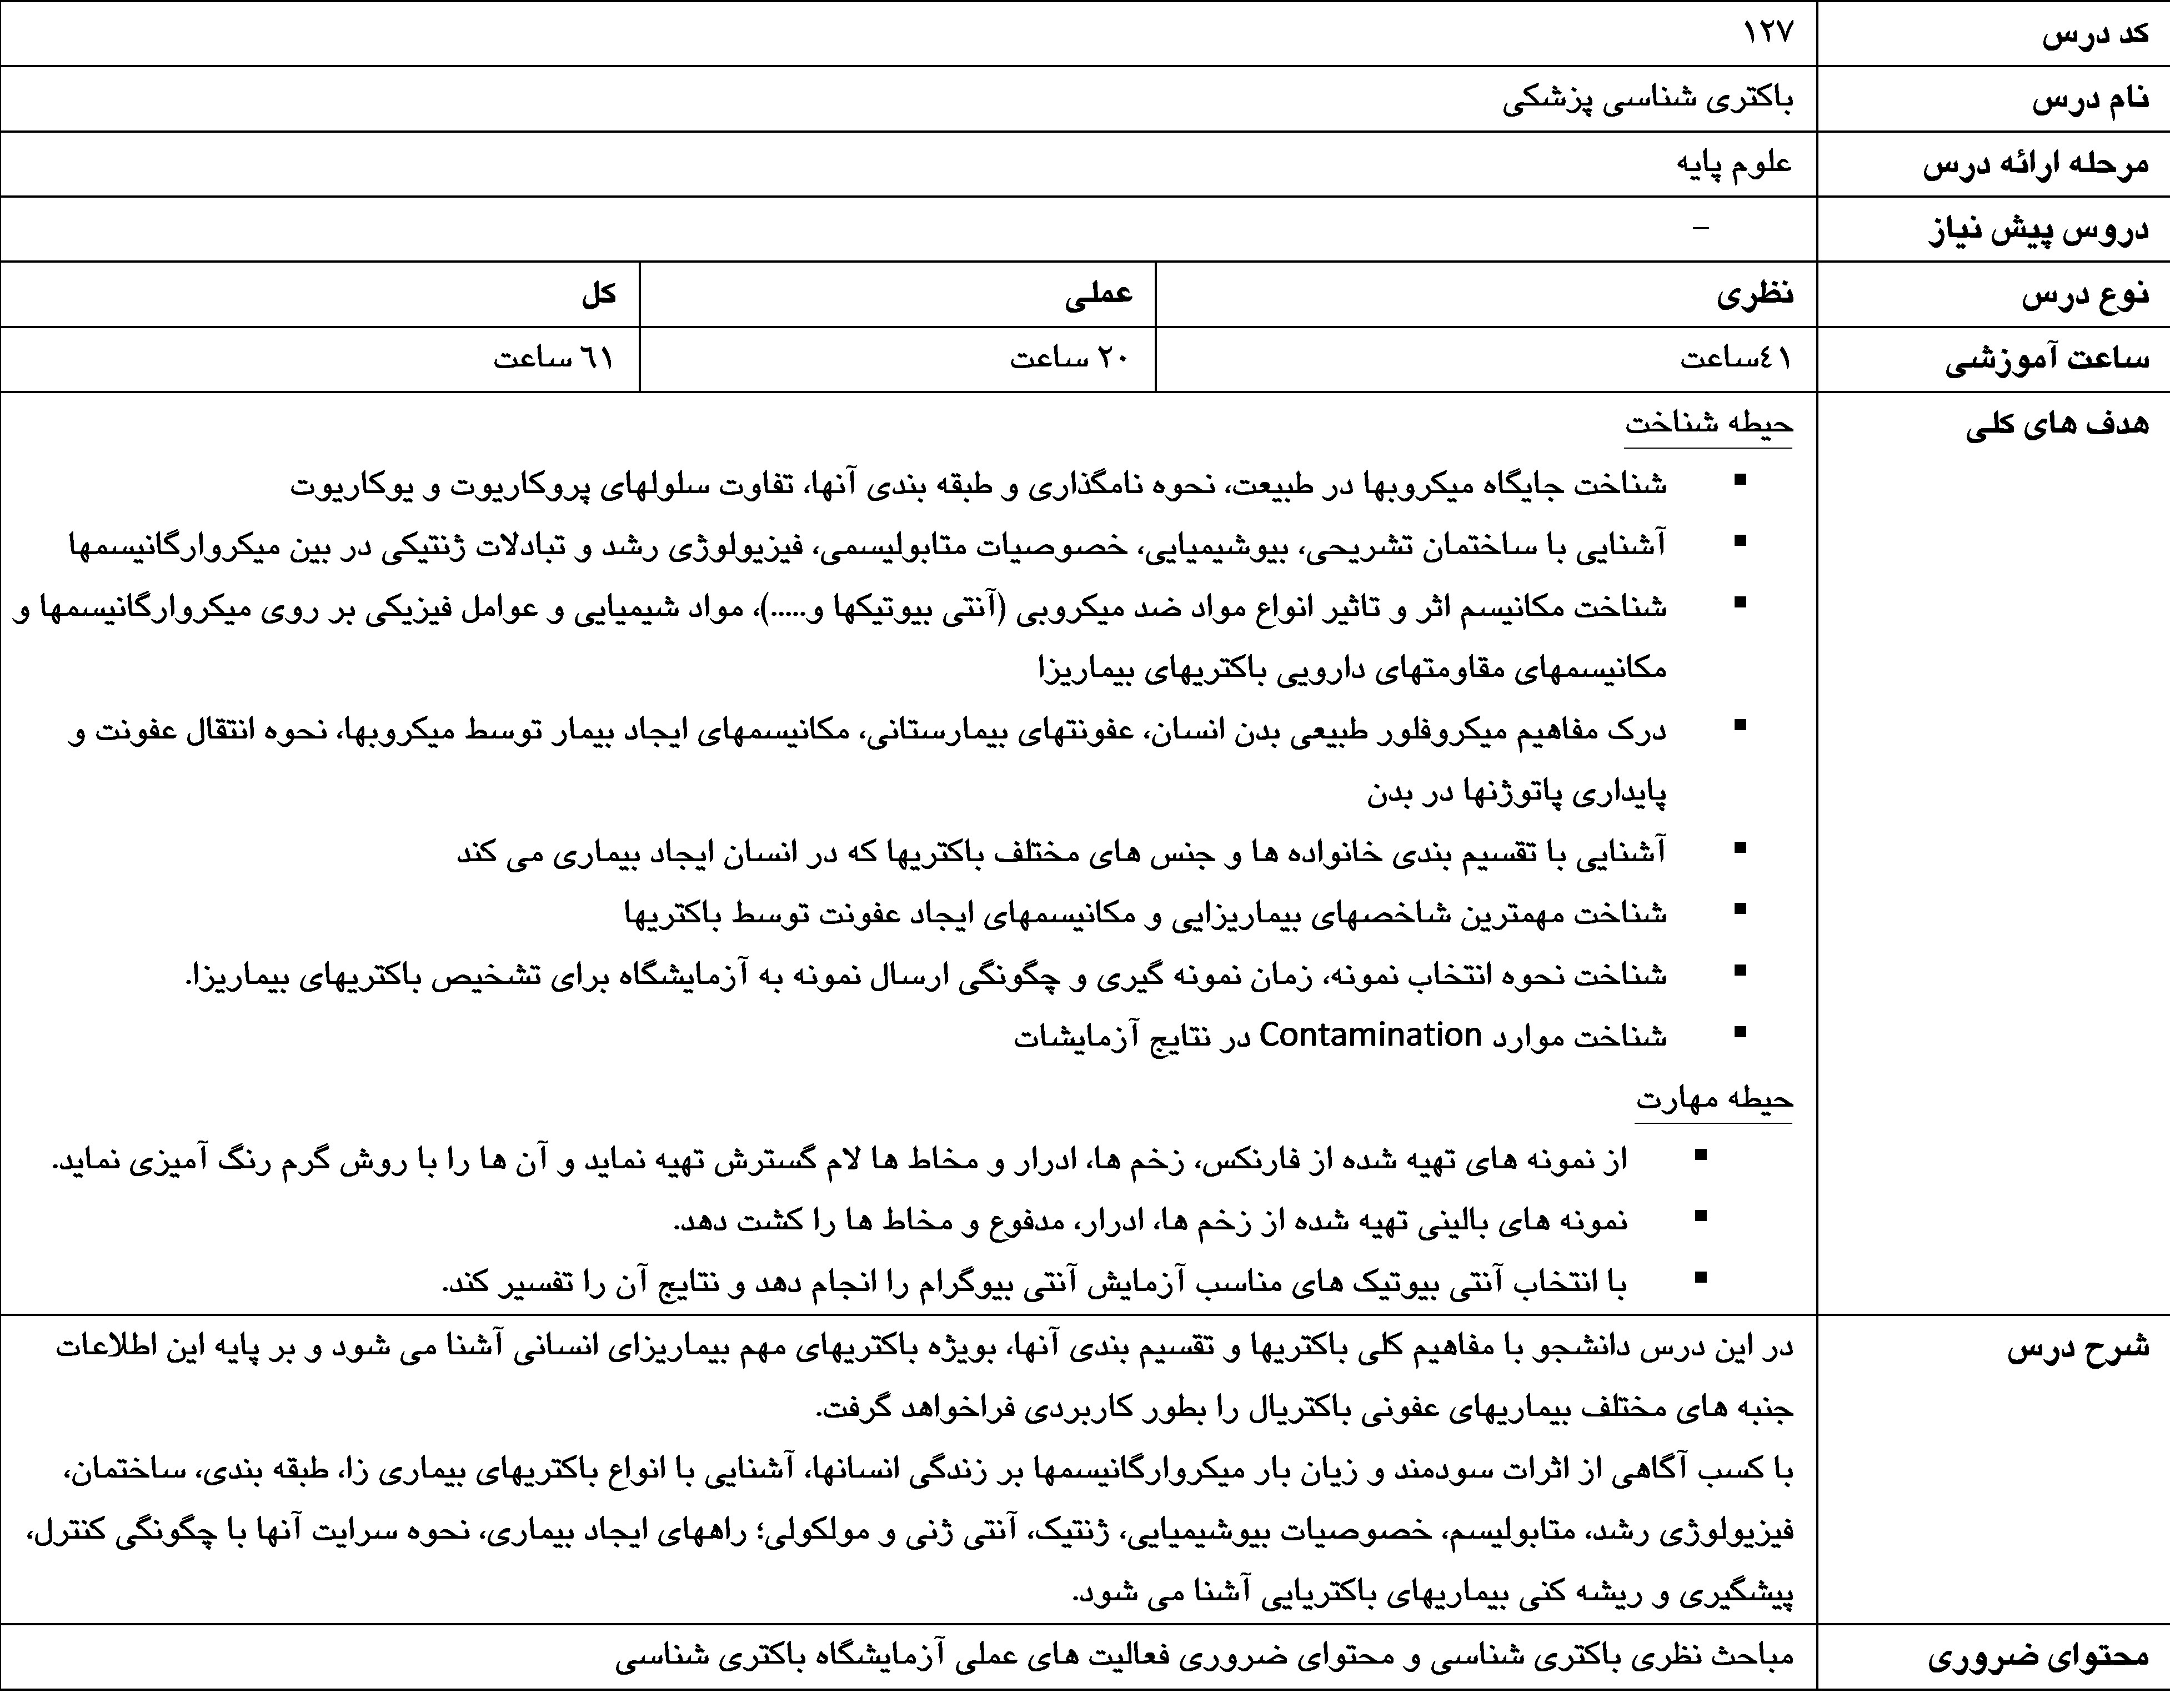 کد درس ۱۲۷
نام درس باکتری شناسی پزشکی
مرحله ارائه درس علوم پایه
دروس پیش نیاز –
نوع درس نظری عملی کل
ساعت آموزشی ٤١ساعت ۲۰ ساعت ٦١ ساعت
هدف های کلی حیطه شناخت
▪ شناخت جایگاه میکروبها در طبیعت، نحوه نامگذاری و طبقه بندی آنها، تفاوت سلولهای پروکاریوت و یوکاریوت
▪ آشنایی با ساختمان تشریحی، بیوشیمیایی، خصوصیات متابولیسمی، فیزیولوژی رشد و تبادلات ژنتیکی در بین میکروارگانیسمها
▪ شناخت مکانیسم اثر و تاثیر انواع مواد ضد میکروبی (آنتی بیوتیکها و.....)، مواد شیمیایی و عوامل فیزیکی بر روی میکروارگانیسمها و
مکانیسمهای مقاومتهای دارویی باکتریهای بیماریزا
▪ درک مفاهیم میکروفلور طبیعی بدن انسان، عفونتهای بیمارستانی، مکانیسمهای ایجاد بیمار توسط میکروبها، نحوه انتقال عفونت و
پایداری پاتوژنها در بدن
▪ آشنایی با تقسیم بندی خانواده ها و جنس های مختلف باکتریها که در انسان ایجاد بیماری می کند
▪ شناخت مهمترین شاخصهای بیماریزایی و مکانیسمهای ایجاد عفونت توسط باکتریها
▪ شناخت نحوه انتخاب نمونه، زمان نمونه گیری و چگونگی ارسال نمونه به آزمایشگاه برای تشخیص باکتریهای بیماریزا.
▪ شناخت موارد Contamination در نتایج آزمایشات
حیطه مهارت
▪ از نمونه های تهیه شده از فارنکس، زخم ها، ادرار و مخاط ها لام گسترش تهیه نماید و آن ها را با روش گرم رنگ آمیزی نماید.
▪ نمونه های بالینی تهیه شده از زخم ها، ادرار، مدفوع و مخاط ها را کشت دهد.
▪ با انتخاب آنتی بیوتیک های مناسب آزمایش آنتی بیوگرام را انجام دهد و نتایج آن را تفسیر کند.
شرح درس در این درس دانشجو با مفاهیم کلی باکتریها و تقسیم بندی آنها، بویژه باکتریهای مهم بیماریزای انسانی آشنا می شود و بر پایه این اطلاعات
جنبه های مختلف بیماریهای عفونی باکتریال را بطور کاربردی فراخواهد گرفت.
با کسب آگاهی از اثرات سودمند و زیان بار میکروارگانیسمها بر زندگی انسانها، آشنایی با انواع باکتریهای بیماری زا، طبقه بندی، ساختمان،
فیزیولوژی رشد، متابولیسم، خصوصیات بیوشیمیایی، ژنتیک، آنتی ژنی و مولکولی؛ راههای ایجاد بیماری، نحوه سرایت آنها با چگونگی کنترل،
پیشگیری و ریشه کنی بیماریهای باکتریایی آشنا می شود.
محتوای ضروری مباحث نظری باکتری شناسی و محتوای ضروری فعالیت های عملی آزمایشگاه باکتری شناسی